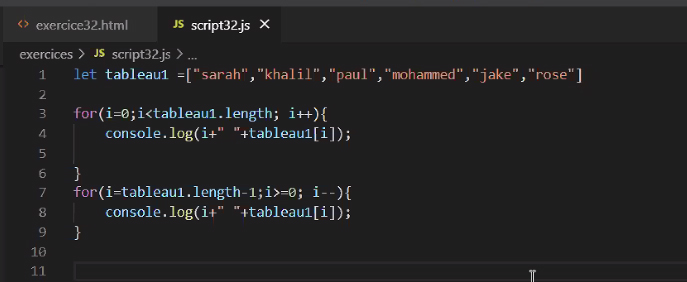 <> exercice32.html JS script32.js ×
exercices > JS script32.js > ...
1 let tableau1 =["sarah","khalil","paul","mohammed","jake","rose"]
2
3 for(i=0;i<tableau1.length; i++){
4     console.log(i+" "+tableau1[i]);
5
6 }
7 for(i=tableau1.length-1;i>=0; i--){
8     console.log(i+" "+tableau1[i]);
9 }
10
11